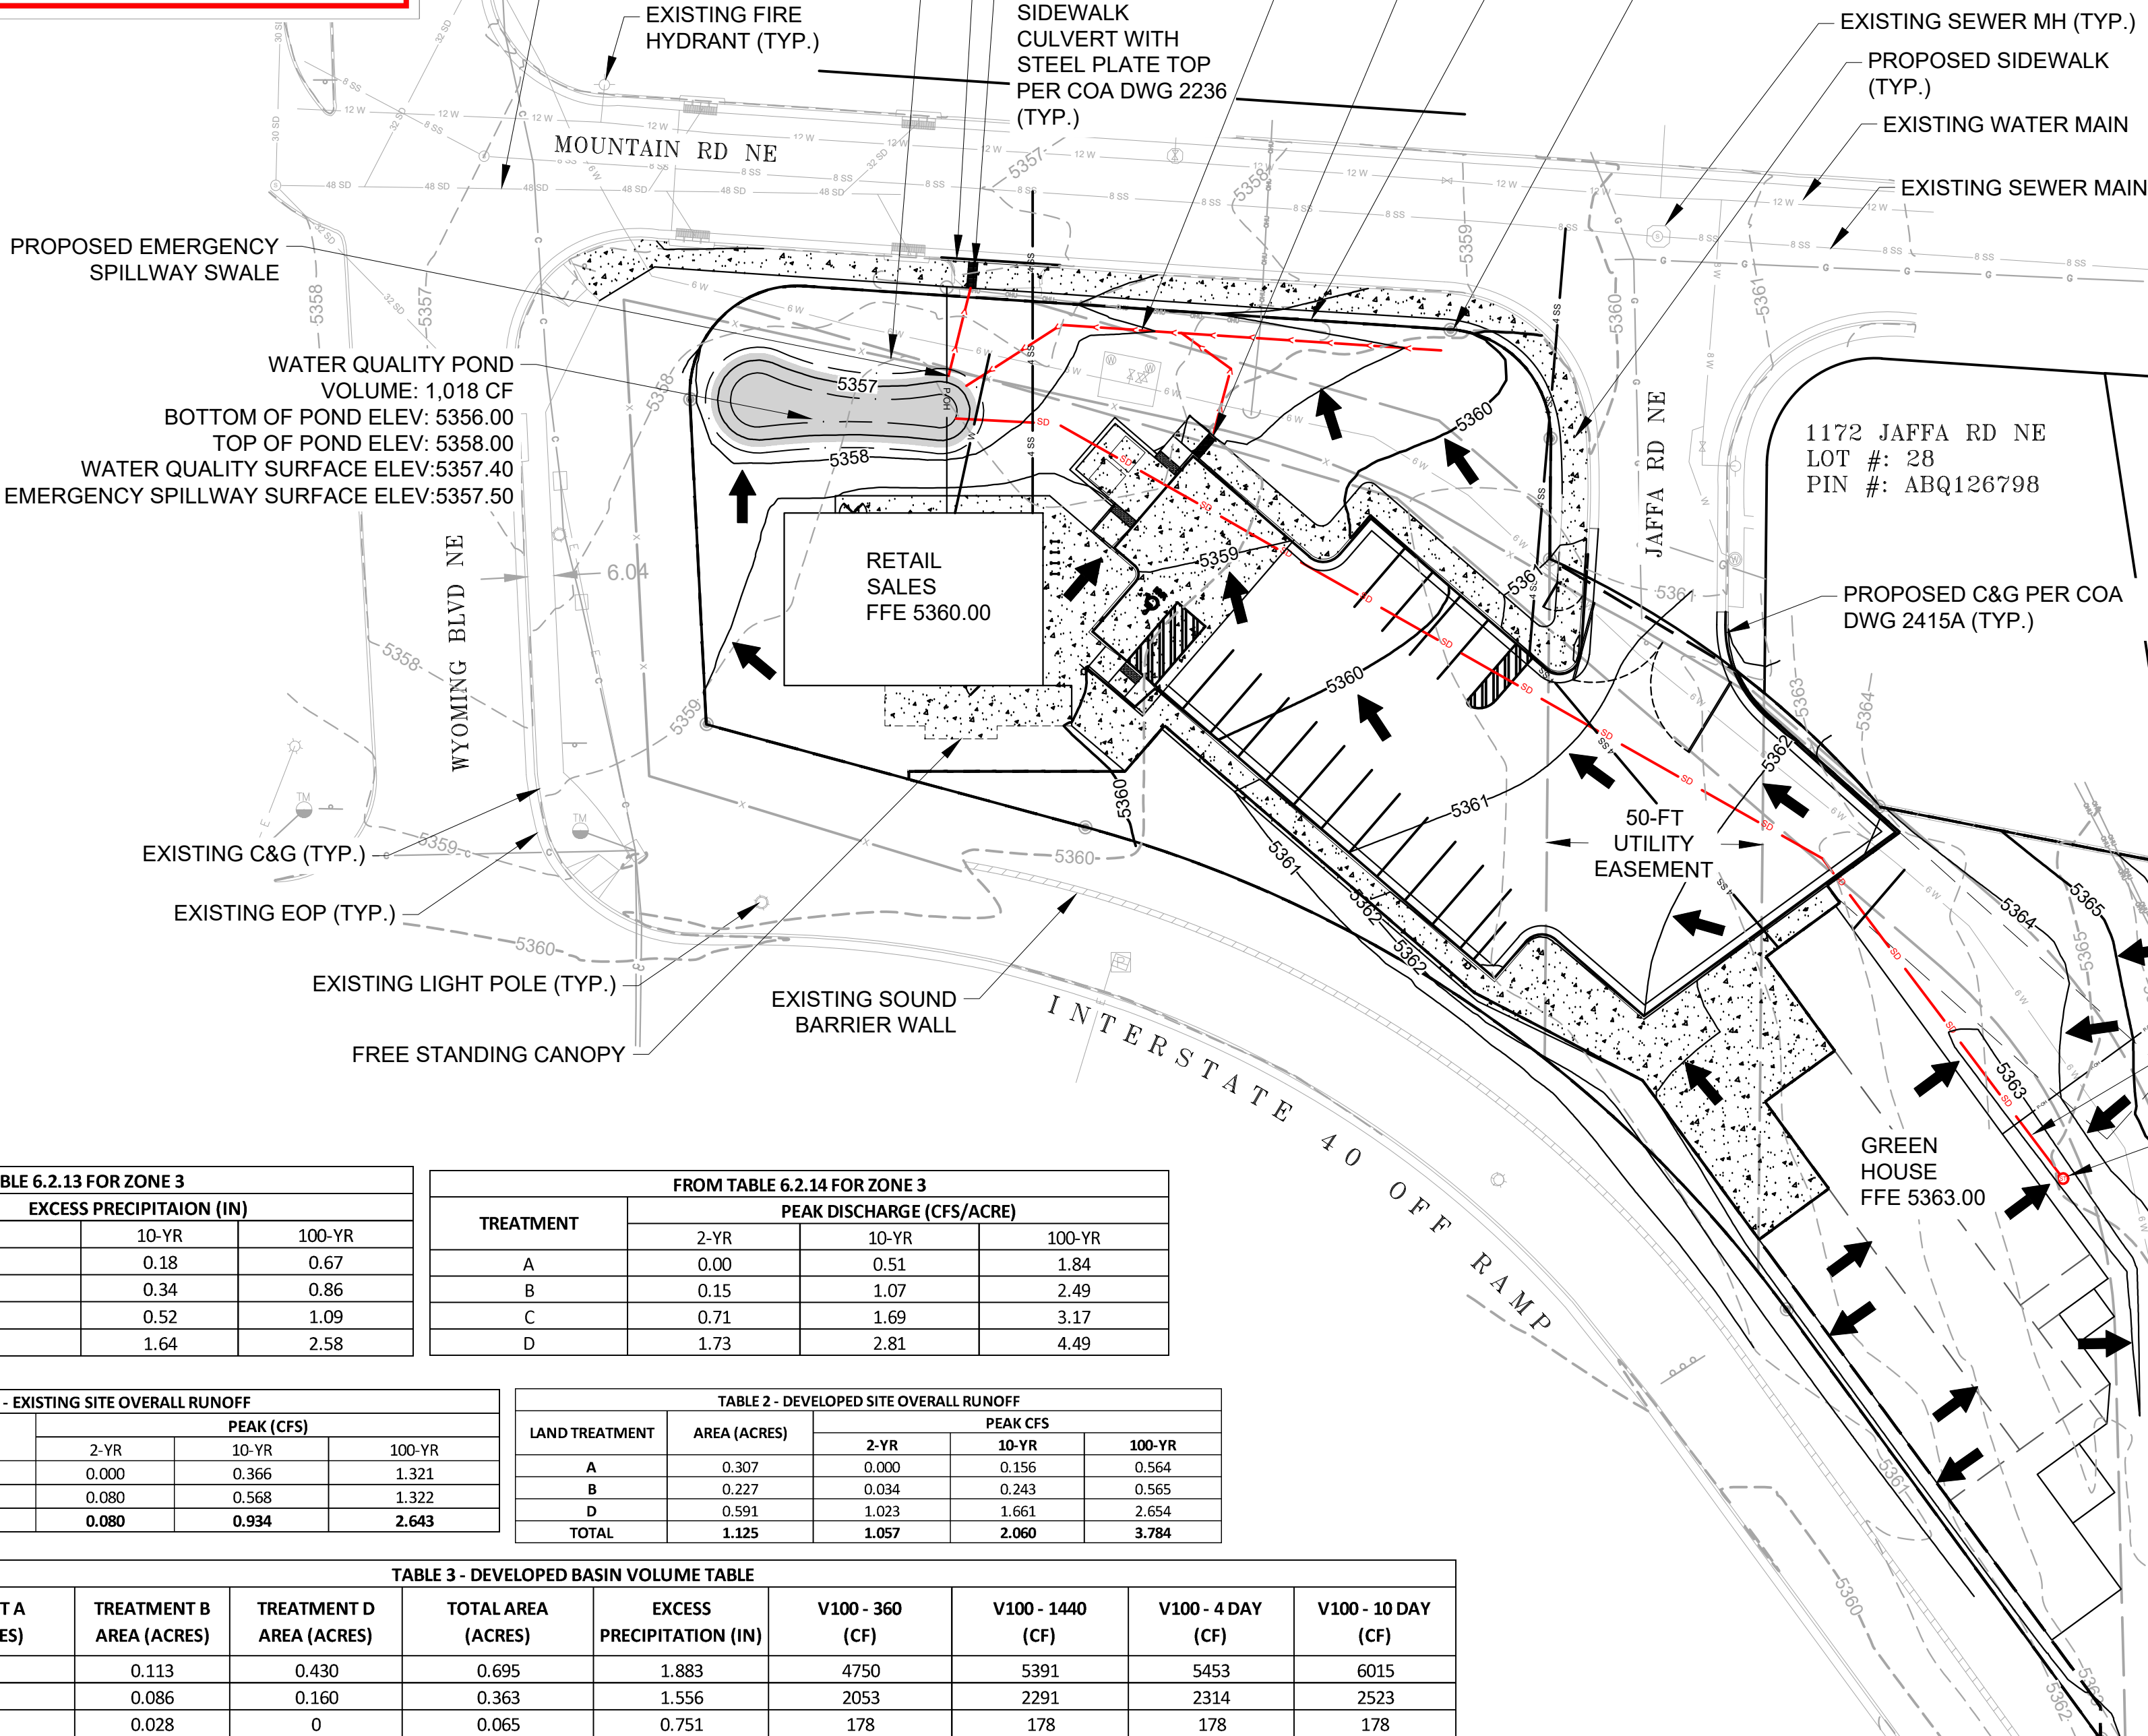 EXISTING FIRE
HYDRANT (TYP.)
SIDEWALK
CULVERT WITH
STEEL PLATE TOP
PER COA DWG 2236
(TYP.)
EXISTING SEWER MH (TYP.)
PROPOSED SIDEWALK
(TYP.)
EXISTING WATER MAIN
EXISTING SEWER MAIN
MOUNTAIN RD NE
PROPOSED EMERGENCY
SPILLWAY SWALE
WATER QUALITY POND
VOLUME: 1,018 CF
BOTTOM OF POND ELEV: 5356.00
TOP OF POND ELEV: 5358.00
WATER QUALITY SURFACE ELEV:5357.40
EMERGENCY SPILLWAY SURFACE ELEV:5357.50
5357
5358
5359
5360
5361
1172 JAFFA RD NE
LOT #: 28
PIN #: ABQ126798
JAFFA RD NE
WYOMING BLVD NE
6.04
RETAIL
SALES
FFE 5360.00
PROPOSED C&G PER COA
DWG 2415A (TYP.)
50-FT
UTILITY
EASEMENT
5360
5361
5362
5363
5364
5365
EXISTING C&G (TYP.)
EXISTING EOP (TYP.)
EXISTING LIGHT POLE (TYP.)
FREE STANDING CANOPY
EXISTING SOUND
BARRIER WALL
INTERSTATE 40 OFF RAMP
GREEN
HOUSE
FFE 5363.00
BLE 6.2.13 FOR ZONE 3
EXCESS PRECIPITAION (IN)
10-YR 100-YR
0.18 0.67
0.34 0.86
0.52 1.09
1.64 2.58
FROM TABLE 6.2.14 FOR ZONE 3
TREATMENT PEAK DISCHARGE (CFS/ACRE)
2-YR 10-YR 100-YR
A 0.00 0.51 1.84
B 0.15 1.07 2.49
C 0.71 1.69 3.17
D 1.73 2.81 4.49
- EXISTING SITE OVERALL RUNOFF
PEAK (CFS)
2-YR 10-YR 100-YR
0.000 0.366 1.321
0.080 0.568 1.322
0.080 0.934 2.643
TABLE 2 - DEVELOPED SITE OVERALL RUNOFF
LAND TREATMENT AREA (ACRES) PEAK CFS
2-YR 10-YR 100-YR
A 0.307 0.000 0.156 0.564
B 0.227 0.034 0.243 0.565
D 0.591 1.023 1.661 2.654
TOTAL 1.125 1.057 2.060 3.784
TABLE 3 - DEVELOPED BASIN VOLUME TABLE
T A TREATMENT B TREATMENT D TOTAL AREA EXCESS V100 - 360 V100 - 1440 V100 - 4 DAY V100 - 10 DAY
ES) AREA (ACRES) AREA (ACRES) (ACRES) PRECIPITATION (IN) (CF) (CF) (CF) (CF)
0.113 0.430 0.695 1.883 4750 5391 5453 6015
0.086 0.160 0.363 1.556 2053 2291 2314 2523
0.028 0 0.065 0.751 178 178 178 178